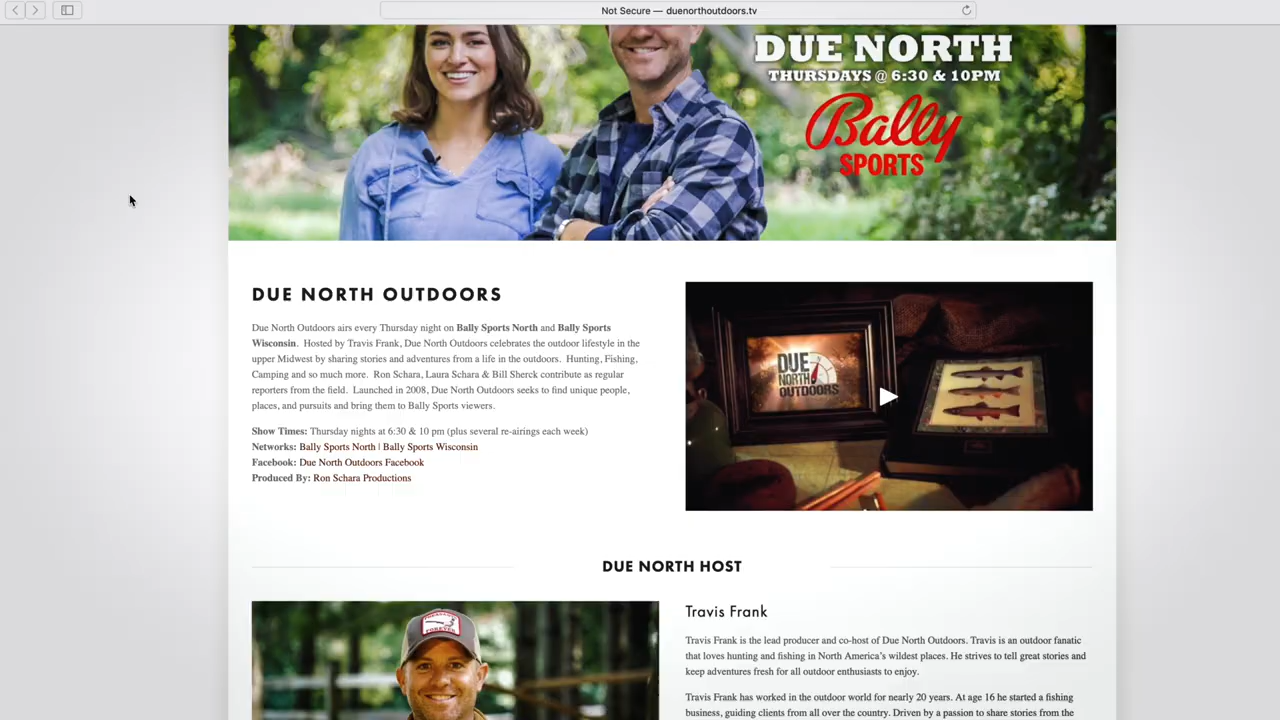 Not Secure — duenorthoutdoors.tv
DUE NORTH
THURSDAYS @ 6:30 & 10PM
Bally
SPORTS
DUE NORTH OUTDOORS
Due North Outdoors airs every Thursday night on Bally Sports North and Bally Sports
Wisconsin.  Hosted by Travis Frank, Due North Outdoors celebrates the outdoor lifestyle in the
upper Midwest by sharing stories and adventures from a life in the outdoors.  Hunting, Fishing,
Camping and so much more.  Ron Schara, Laura Schara & Bill Sherck contribute as regular
reporters from the field.  Launched in 2008, Due North Outdoors seeks to find unique people,
places, and pursuits and bring them to Bally Sports viewers.
Show Times: Thursday nights at 6:30 & 10 pm (plus several re-airings each week)
Networks: Bally Sports North | Bally Sports Wisconsin
Facebook: Due North Outdoors Facebook
Produced By: Ron Schara Productions
DUE
NORTH
OUTDOORS
DUE NORTH HOST
Travis Frank
Travis Frank is the lead producer and co-host of Due North Outdoors. Travis is an outdoor fanatic
that loves hunting and fishing in North America's wildest places. He strives to tell great stories and
keep adventures fresh for all outdoor enthusiasts to enjoy.
Travis Frank has worked in the outdoor world for nearly 20 years. At age 16 he started a fishing
business, guiding clients from all over the country. Driven by a passion to share stories from the